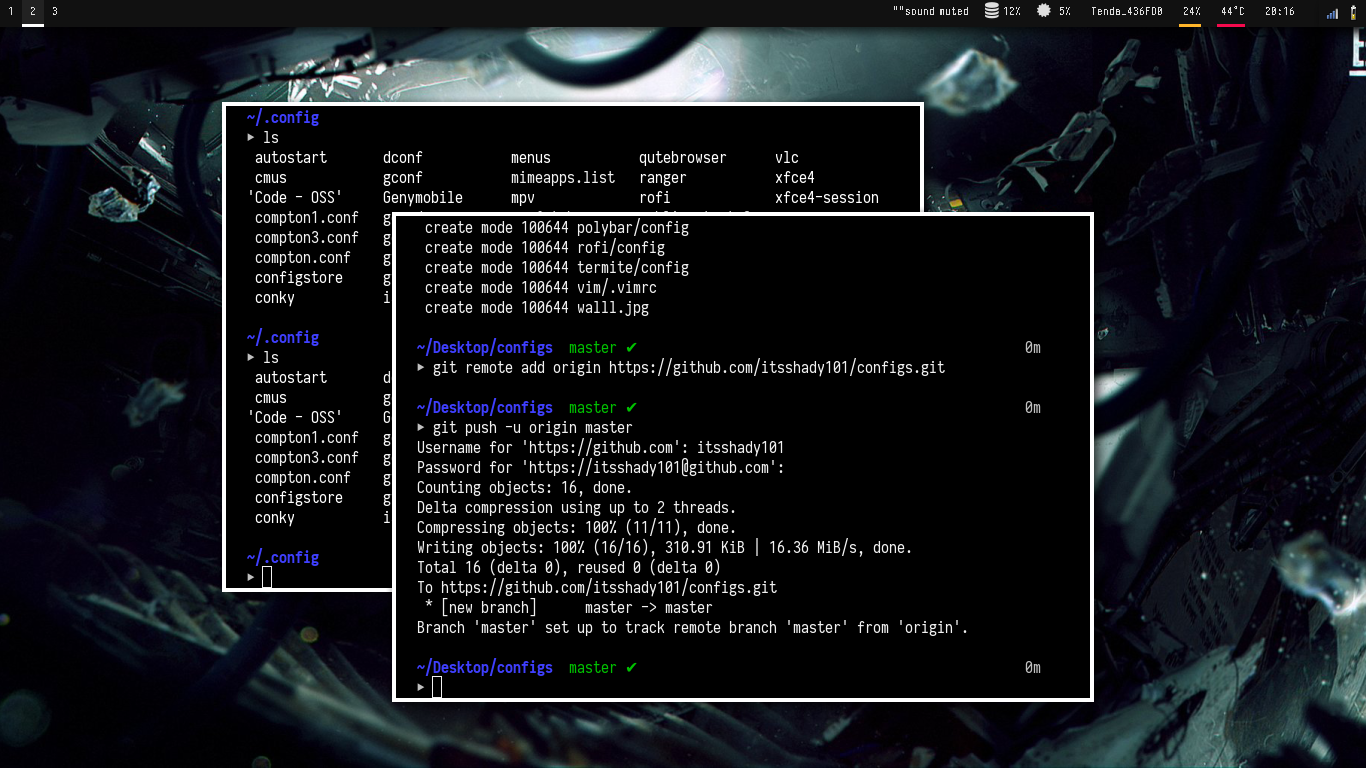 1 2 3 ""sound muted 12% 5% Tenda_436FD0 24% 44°C 20:16
E
~/.config
▶ ls
autostart dconf menus qutebrowser vlc
cmus gconf mimeapps.list ranger xfce4
'Code - OSS' Genymobile mpv rofi xfce4-session
compton1.conf
compton3.conf
compton.conf
configstore
conky
~/.config
▶ ls
autostart
cmus
'Code - OSS'
compton1.conf
compton3.conf
compton.conf
configstore
conky
~/.config
▶
create mode 100644 polybar/config
create mode 100644 rofi/config
create mode 100644 termite/config
create mode 100644 vim/.vimrc
create mode 100644 walll.jpg
~/Desktop/configs master ✔ 0m
▶ git remote add origin https://github.com/itsshady101/configs.git
~/Desktop/configs master ✔ 0m
▶ git push -u origin master
Username for 'https://github.com': itsshady101
Password for 'https://itsshady101@github.com':
Counting objects: 16, done.
Delta compression using up to 2 threads.
Compressing objects: 100% (11/11), done.
Writing objects: 100% (16/16), 310.91 KiB | 16.36 MiB/s, done.
Total 16 (delta 0), reused 0 (delta 0)
To https://github.com/itsshady101/configs.git
* [new branch] master -> master
Branch 'master' set up to track remote branch 'master' from 'origin'.
~/Desktop/configs master ✔ 0m
▶